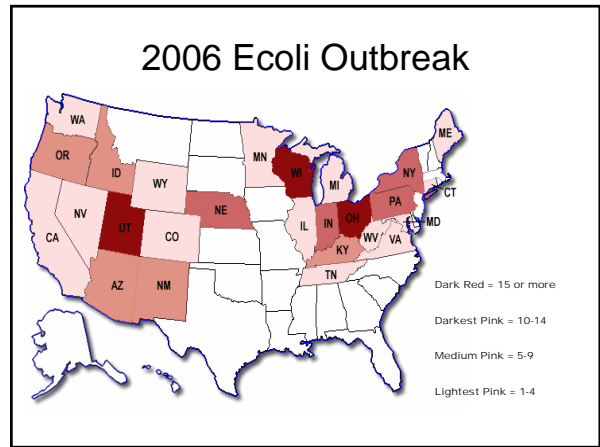 2006 Ecoli Outbreak
WA
ME
OR
MN
ID
WI
NY
WY
MI
CT
NE
PA
NV
IL
IN
OH
MD
UT
CO
WV
VA
CA
KY
TN
AZ
NM
Dark Red = 15 or more
Darkest Pink = 10-14
Medium Pink = 5-9
Lightest Pink = 1-4